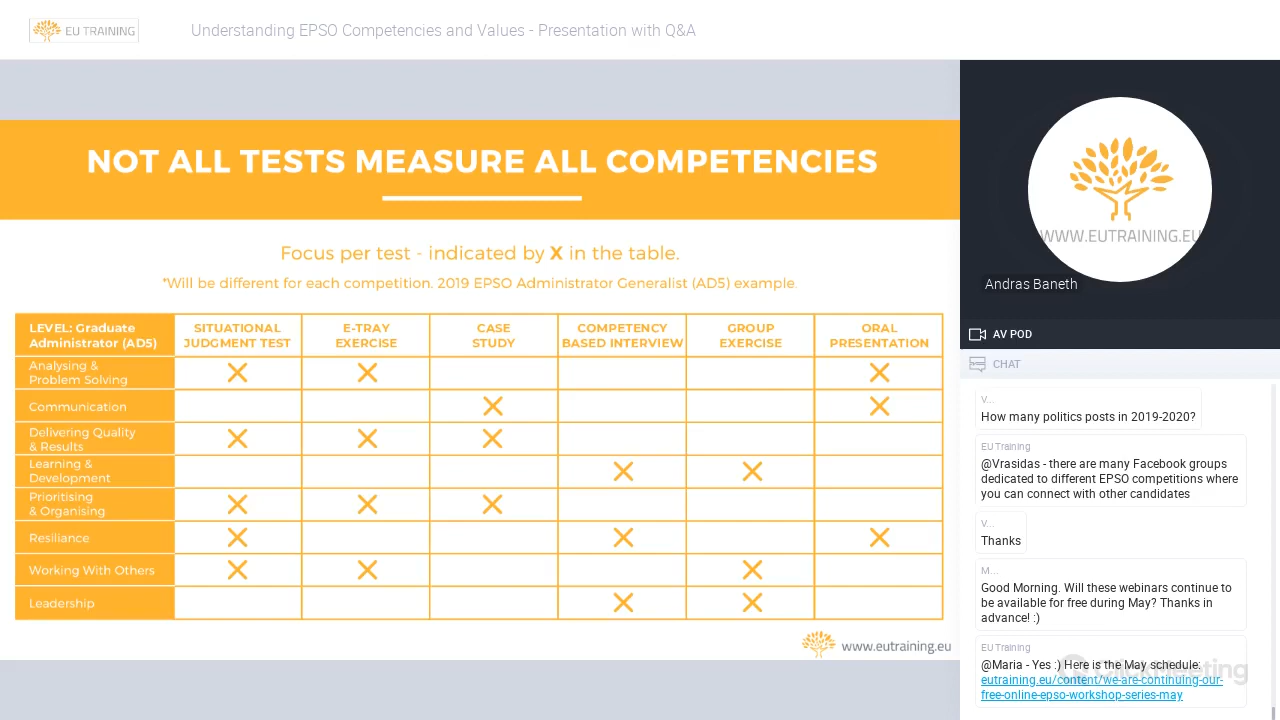 EU TRAINING
Understanding EPSO Competencies and Values - Presentation with Q&A
NOT ALL TESTS MEASURE ALL COMPETENCIES
Focus per test - indicated by X in the table.
*Will be different for each competition. 2019 EPSO Administrator Generalist (AD5) example.
LEVEL: Graduate
Administrator (AD5)
SITUATIONAL
JUDGMENT TEST
E-TRAY
EXERCISE
CASE
STUDY
COMPETENCY
BASED INTERVIEW
GROUP
EXERCISE
ORAL
PRESENTATION
Analysing &
Problem Solving
X X X
Communication
X X
Delivering Quality
& Results
X X X
Learning &
Development
X X
Prioritising
& Organising
X X X
Resiliance
X X X
Working With Others
X X X
Leadership
X X
www.eutraining.eu
WWW.EUTRAINING.EU
Andras Baneth
AV POD
CHAT
V...
How many politics posts in 2019-2020?
EU Training
@Vrasidas - there are many Facebook groups
dedicated to different EPSO competitions where
you can connect with other candidates
V...
Thanks
M...
Good Morning. Will these webinars continue to
be available for free during May? Thanks in
advance! :)
EU Training
@Maria - Yes :) Here is the May schedule:
eutraining.eu/content/we-are-continuing-our-
free-online-epso-workshop-series-may
ClickMeeting